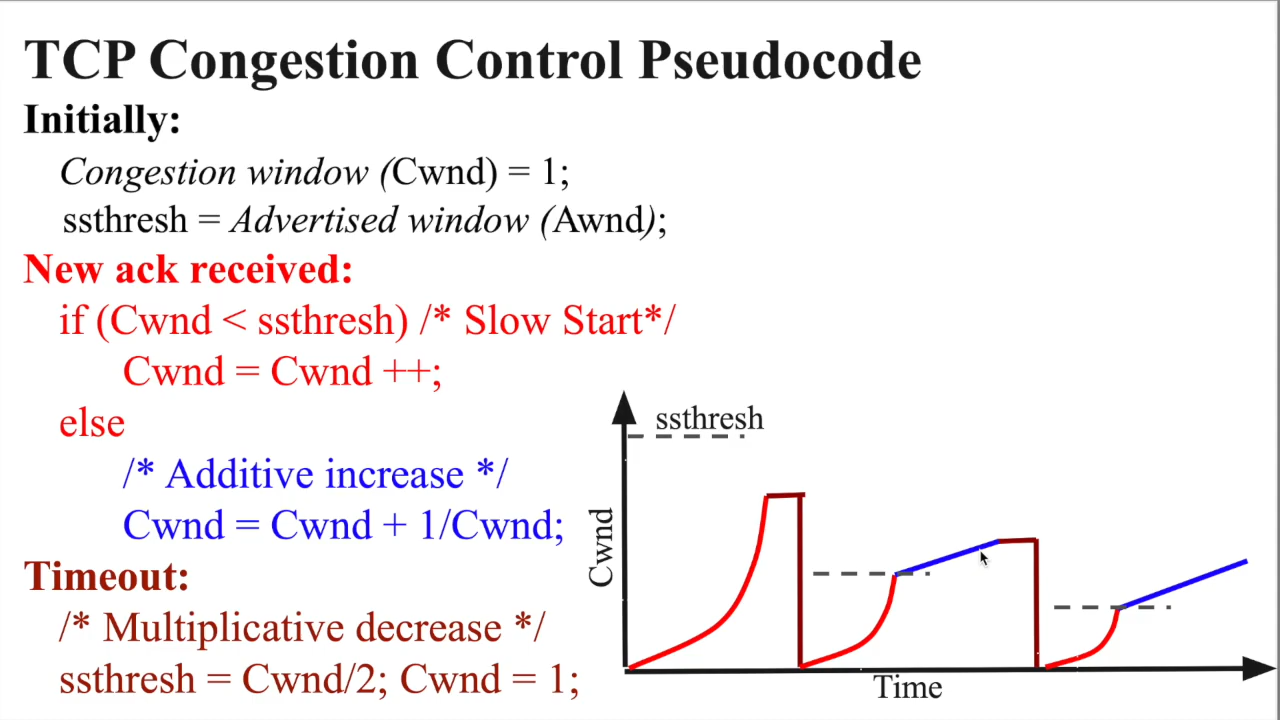 TCP Congestion Control Pseudocode
Initially:
Congestion window (Cwnd) = 1;
ssthresh = Advertised window (Awnd);
New ack received:
if (Cwnd < ssthresh) /* Slow Start*/
Cwnd = Cwnd ++;
else
/* Additive increase */
Cwnd = Cwnd + 1/Cwnd;
Timeout:
/* Multiplicative decrease */
ssthresh = Cwnd/2; Cwnd = 1;
ssthresh
Cwnd
Time